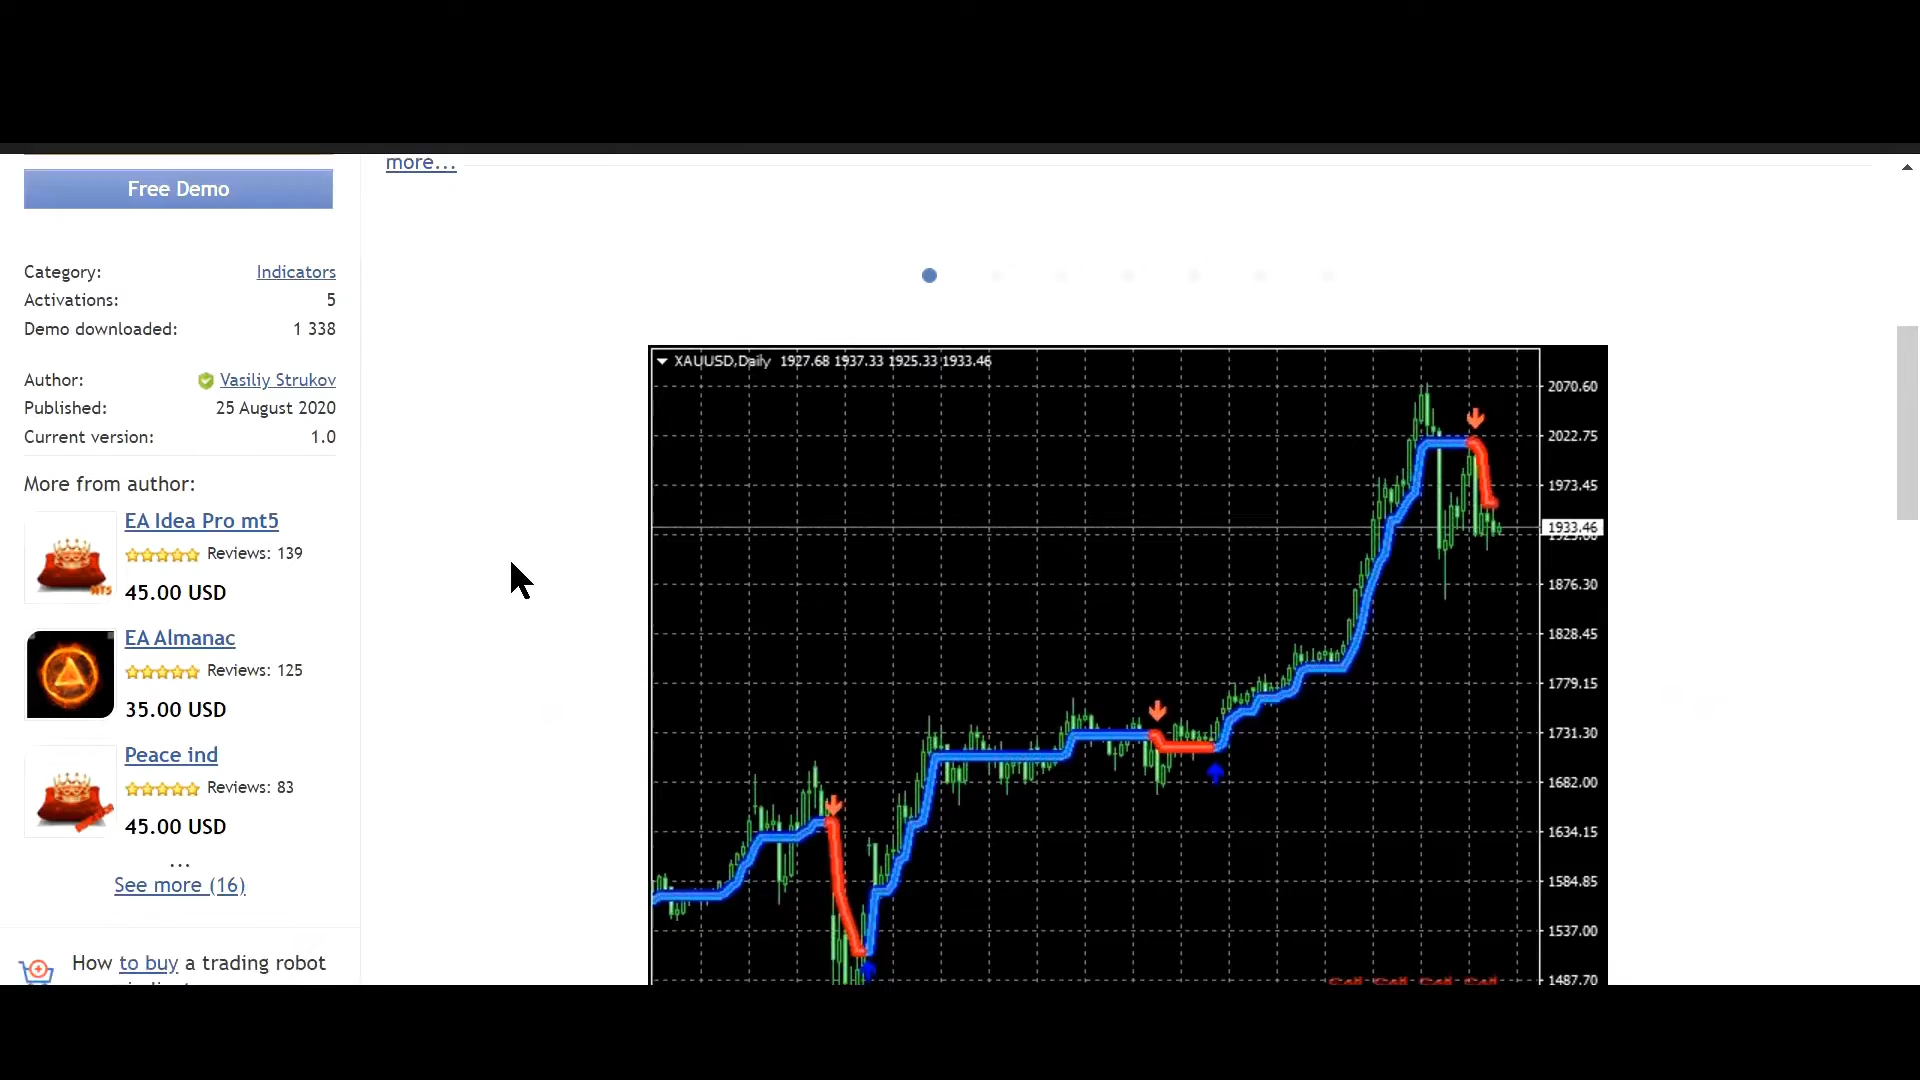 more...
Free Demo
Category: Indicators
Activations: 5
Demo downloaded: 1 338
Author: Vasiliy Strukov
Published: 25 August 2020
Current version: 1.0
More from author:
EA Idea Pro mt5
Reviews: 139
45.00 USD
EA Almanac
Reviews: 125
35.00 USD
Peace ind
Reviews: 83
45.00 USD
...
See more (16)
How to buy a trading robot
XAUUSD,Daily 1927.68 1937.33 1925.33 1933.46
2070.60
2022.75
1973.45
1933.46
1876.30
1828.45
1779.15
1731.30
1682.00
1634.15
1584.85
1537.00
1487.70